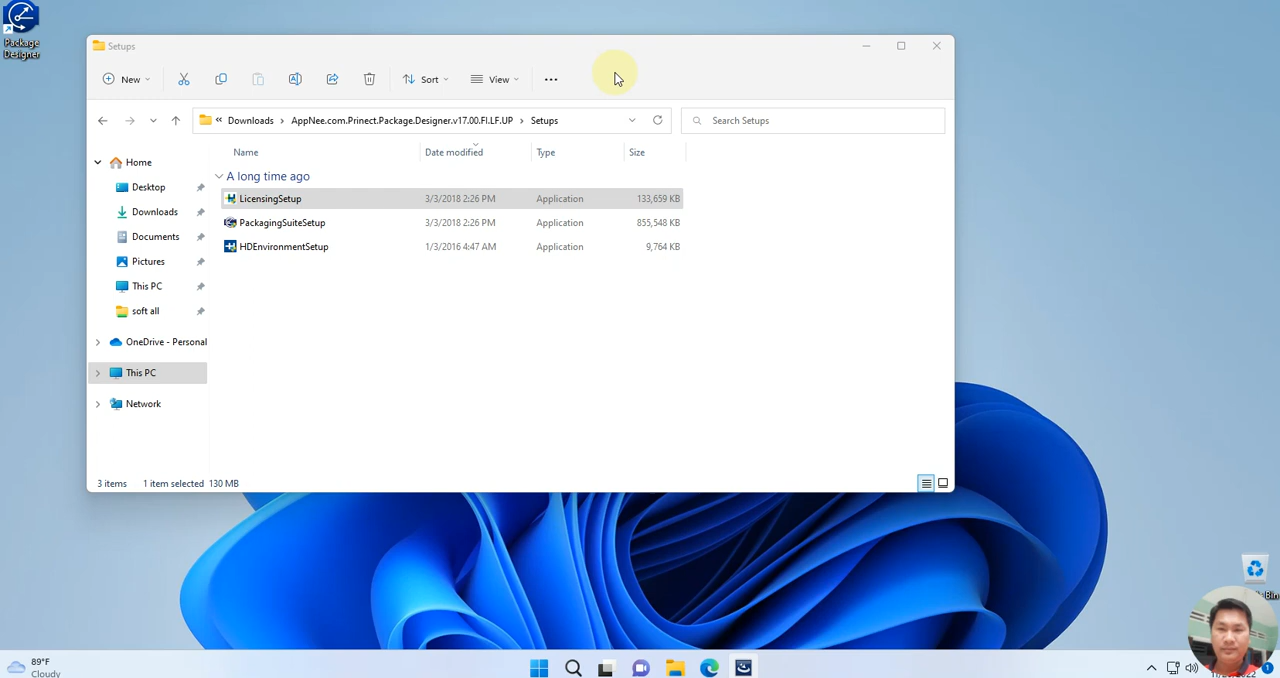 Package
Designer
Setups
New
Sort
View
Downloads > AppNee.com.Prinect.Package.Designer.v17.00.FI.LF.UP > Setups
Search Setups
Name Date modified Type Size
Home
A long time ago
Desktop
LicensingSetup 3/3/2018 2:26 PM Application 133,659 KB
Downloads
PackagingSuiteSetup 3/3/2018 2:26 PM Application 855,548 KB
Documents
HDEnvironmentSetup 1/3/2016 4:47 AM Application 9,764 KB
Pictures
This PC
soft all
OneDrive - Personal
This PC
Network
3 items 1 item selected 130 MB
Bin
89°F
Cloudy
2022
1